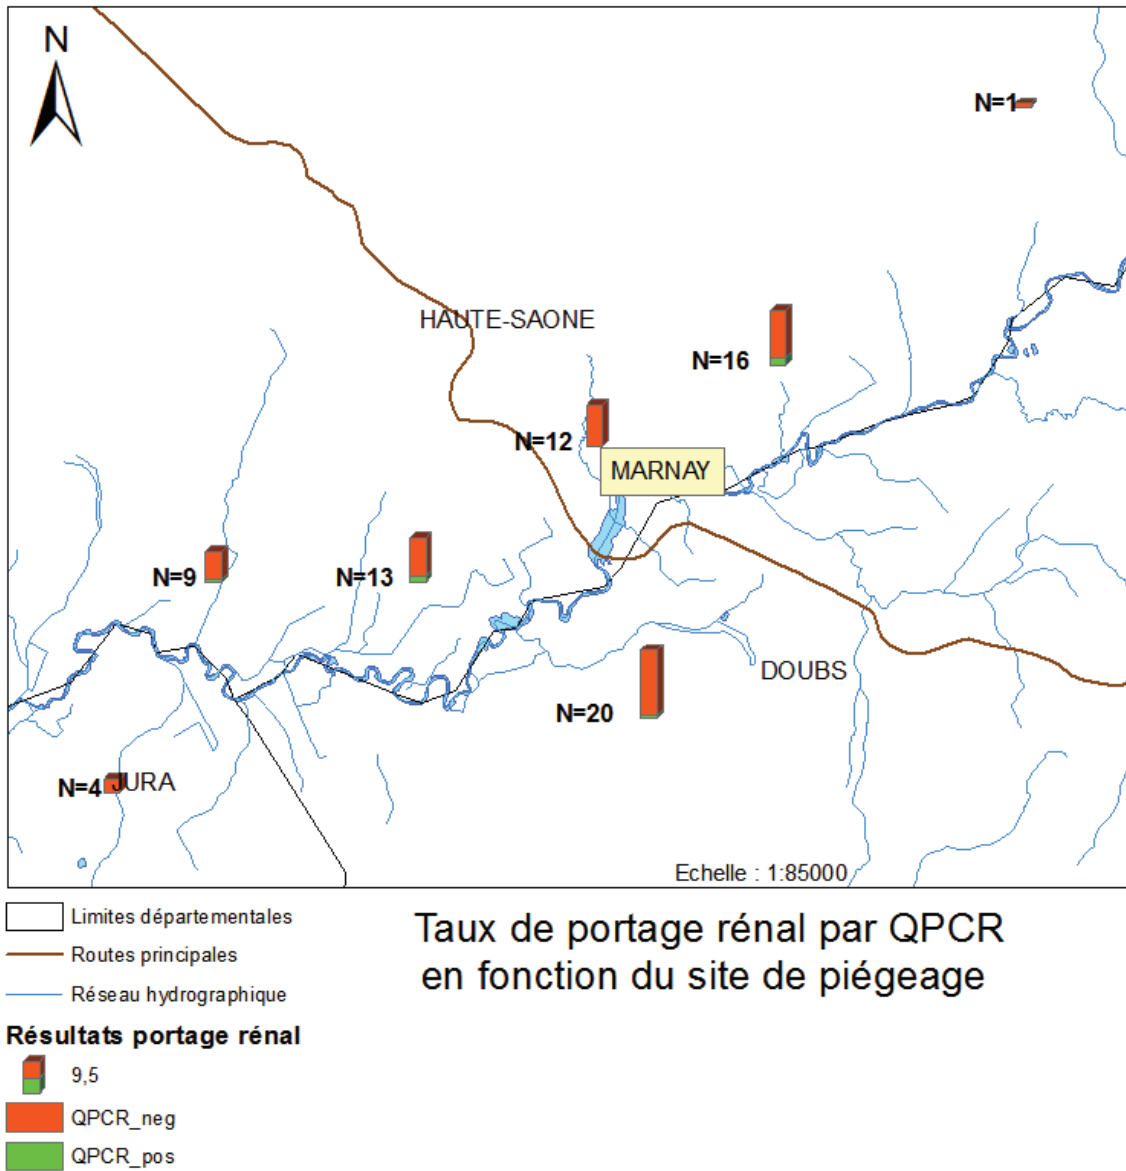 N
N=1
HAUTE-SAONE
N=16
N=12
MARNAY
N=9
N=13
DOUBS
N=20
N=4
JURA
Echelle : 1:85000
Limites départementales
Routes principales
Réseau hydrographique
Résultats portage rénal
9,5
QPCR_neg
QPCR_pos
Taux de portage rénal par QPCR
en fonction du site de piégeage